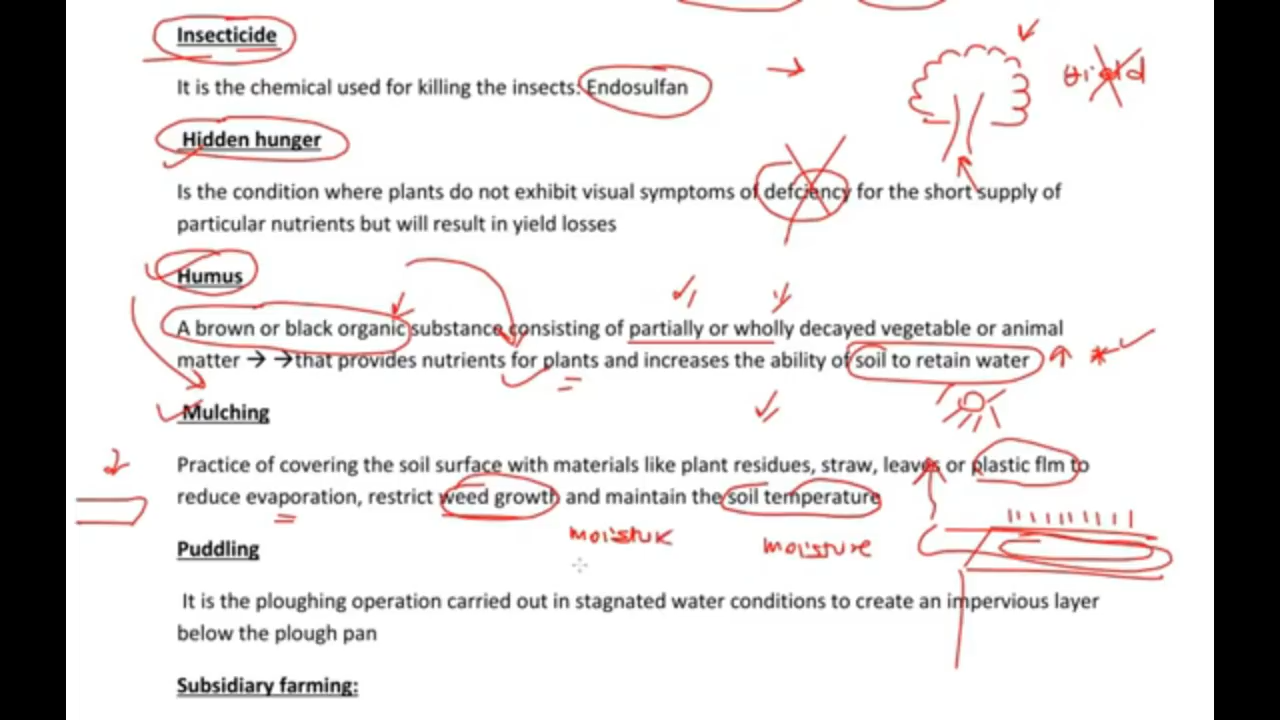 Insecticide
It is the chemical used for killing the insects. Endosulfan
yield
Hidden hunger
Is the condition where plants do not exhibit visual symptoms of defciency for the short supply of
particular nutrients but will result in yield losses
Humus
A brown or black organic substance consisting of partially or wholly decayed vegetable or animal
matter → →that provides nutrients for plants and increases the ability of soil to retain water
Mulching
Practice of covering the soil surface with materials like plant residues, straw, leaves or plastic flm to
reduce evaporation, restrict weed growth and maintain the soil temperature
moistuk moisture
Puddling
It is the ploughing operation carried out in stagnated water conditions to create an impervious layer
below the plough pan
Subsidiary farming: